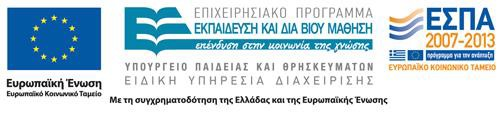 Ευρωπαϊκή Ένωση
Ευρωπαϊκό Κοινωνικό Ταμείο
ΕΠΙΧΕΙΡΗΣΙΑΚΟ ΠΡΟΓΡΑΜΜΑ
ΕΚΠΑΙΔΕΥΣΗ ΚΑΙ ΔΙΑ ΒΙΟΥ ΜΑΘΗΣΗ
επένδυση στην κοινωνία της γνώσης
ΥΠΟΥΡΓΕΙΟ ΠΑΙΔΕΙΑΣ ΚΑΙ ΘΡΗΣΚΕΥΜΑΤΩΝ
ΕΙΔΙΚΗ ΥΠΗΡΕΣΙΑ ΔΙΑΧΕΙΡΙΣΗΣ
Με τη συγχρηματοδότηση της Ελλάδας και της Ευρωπαϊκής Ένωσης
ΕΣΠΑ
2007-2013
πρόγραμμα για την ανάπτυξη
ΕΥΡΩΠΑΪΚΟ ΚΟΙΝΩΝΙΚΟ ΤΑΜΕΙΟ